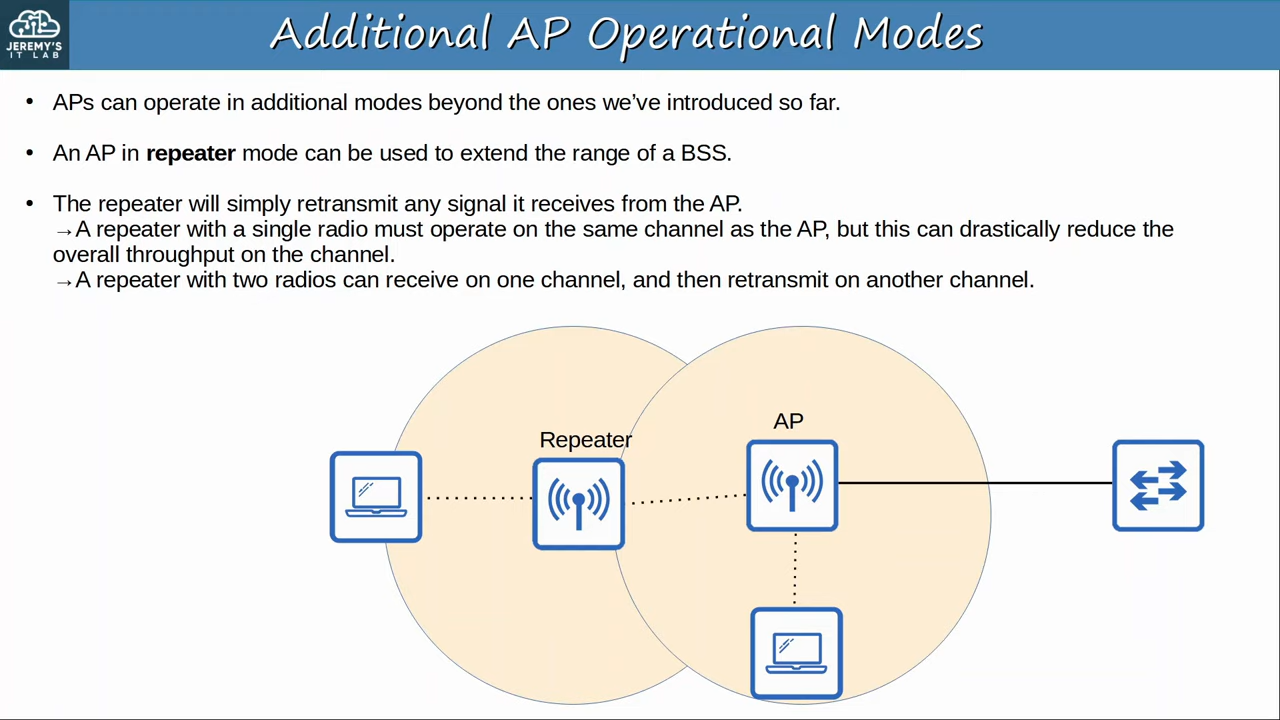 JEREMY'S
IT LAB
Additional AP Operational Modes
• APs can operate in additional modes beyond the ones we've introduced so far.
• An AP in repeater mode can be used to extend the range of a BSS.
• The repeater will simply retransmit any signal it receives from the AP.
→A repeater with a single radio must operate on the same channel as the AP, but this can drastically reduce the
overall throughput on the channel.
→A repeater with two radios can receive on one channel, and then retransmit on another channel.
AP
Repeater